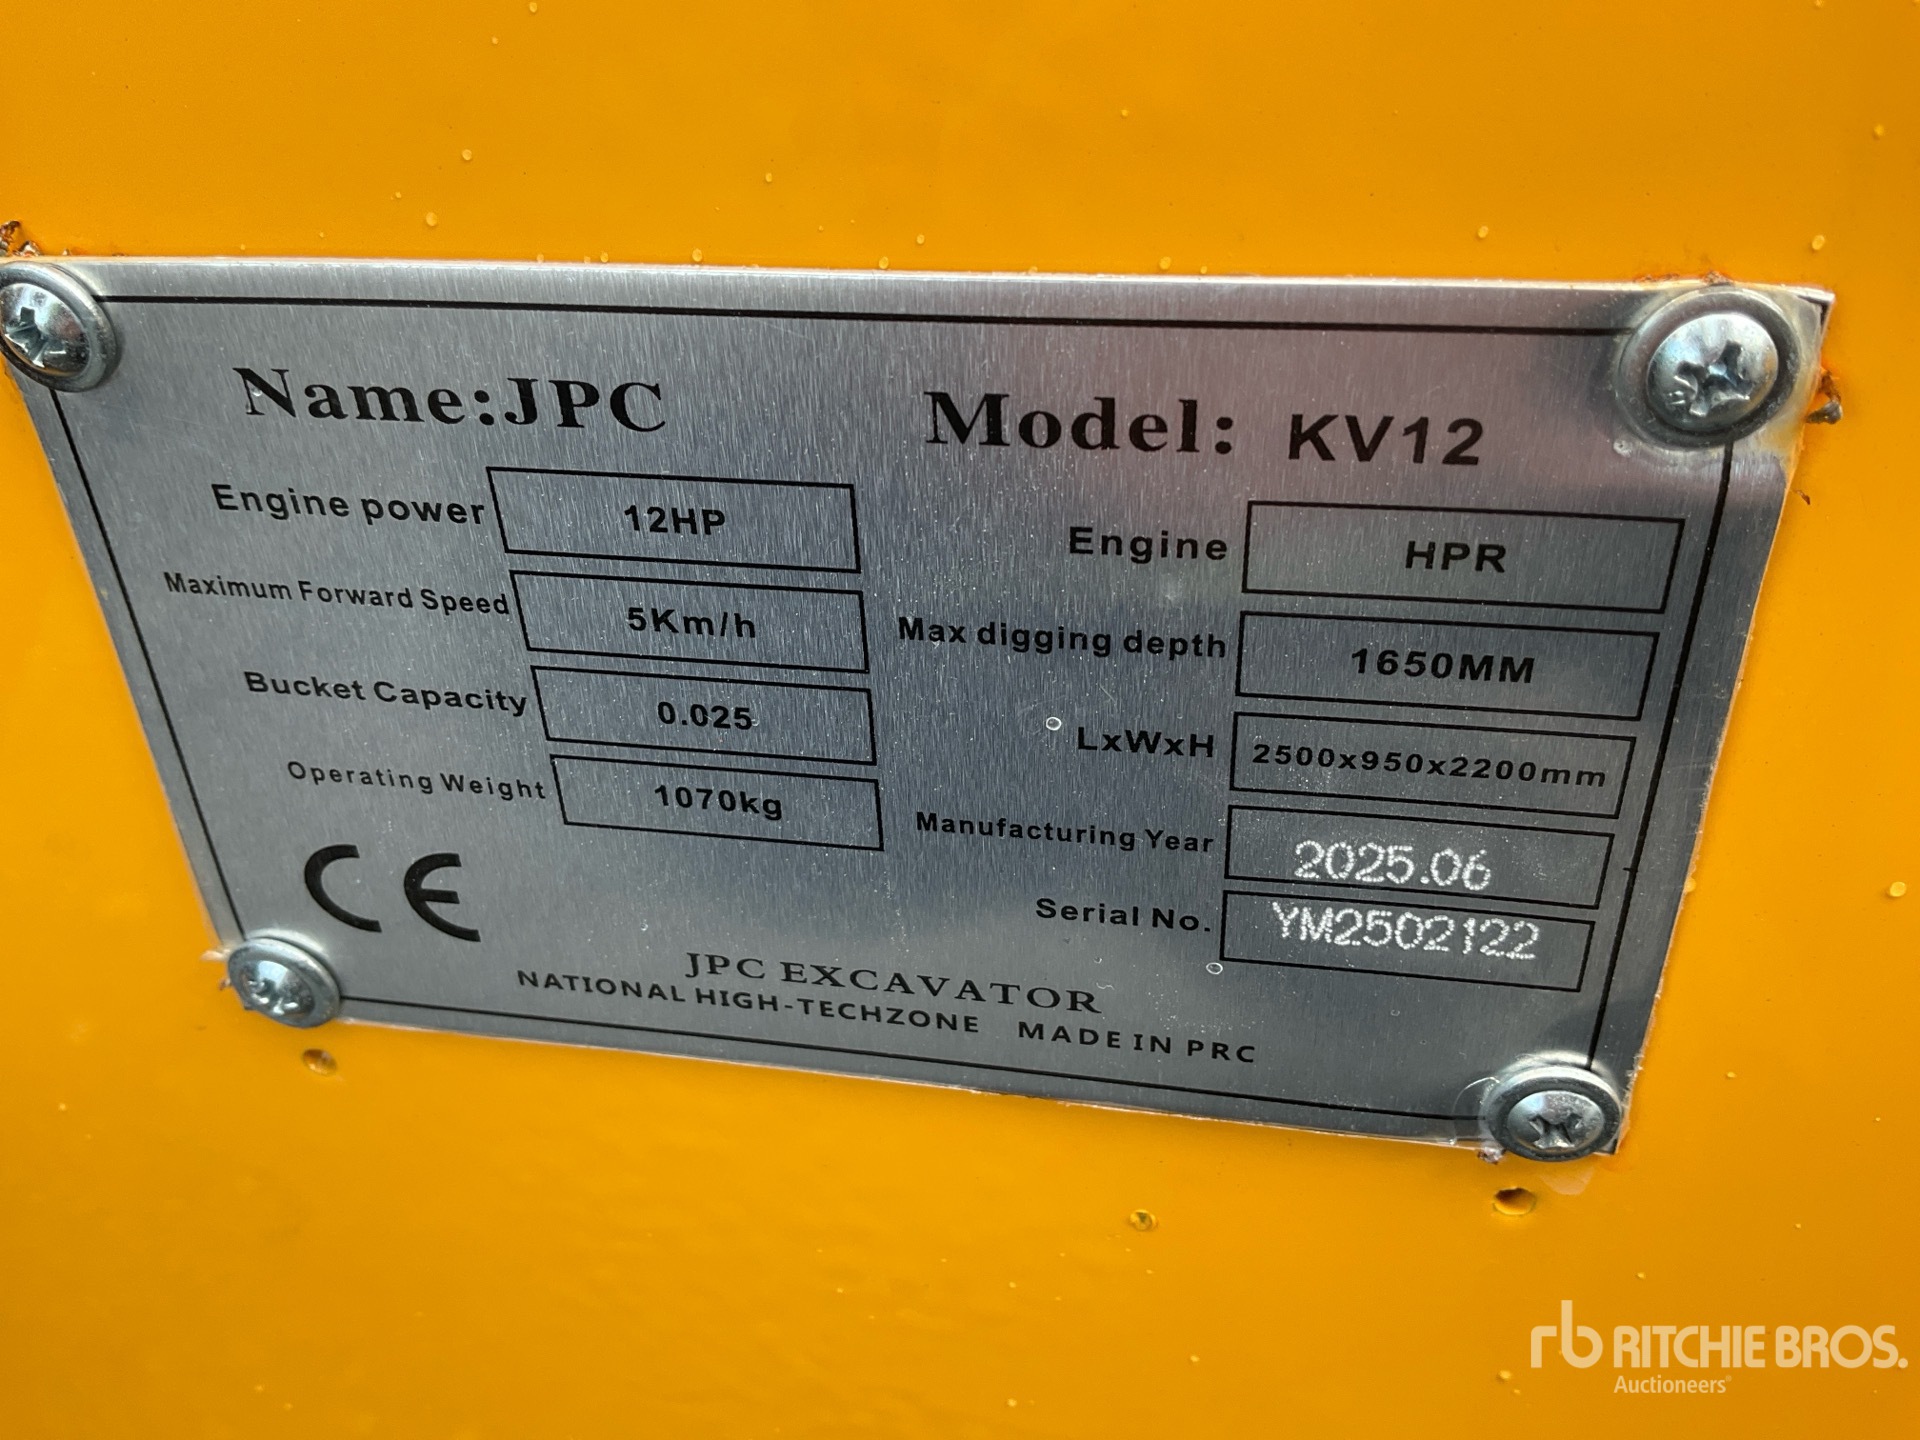 Name:JPC
Model: KV12
Engine power 12HP
Engine HPR
Maximum Forward Speed 5Km/h
Max digging depth 1650MM
Bucket Capacity 0.025
LxWxH 2500x950x2200mm
Operating Weight 1070kg
Manufacturing Year 2025.06
Serial No. YM2502122
CE
JPC EXCAVATOR
NATIONAL HIGH-TECHZONE MADE IN PRC
rb RITCHIE BROS.
Auctioneers